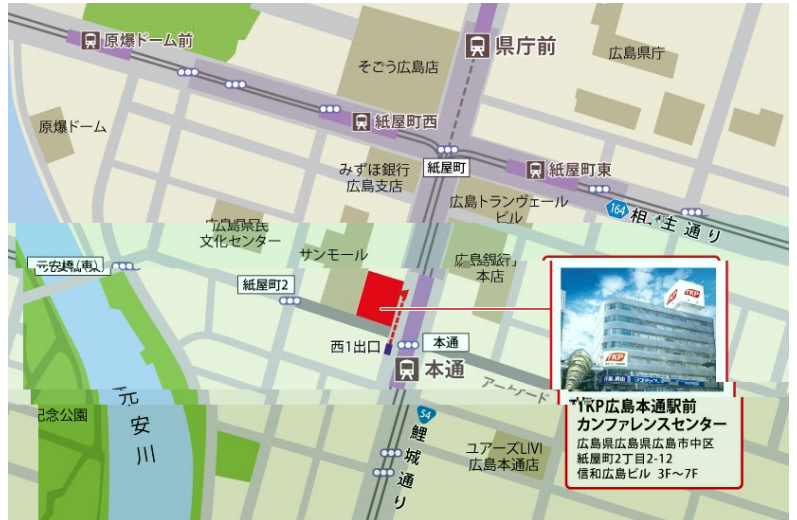 原爆ドーム前
県庁前
そごう広島店
広島県庁
原爆ドーム
紙屋町西
紙屋町
紙屋町東
みずほ銀行
広島支店
広島トランヴェール
ビル
164
相生通り
広島県民
文化センター
サンモール
広島銀行
本店
元安橋(東)
紙屋町2
西1出口
本通
本通
アーケード
TKP
TKP
記念公園
元安川
54
鯉城通り
ユアーズLIVI
広島本通店
TKP広島本通駅前
カンファレンスセンター
広島県広島県広島市中区
紙屋町2丁目2-12
信和広島ビル 3F～7F